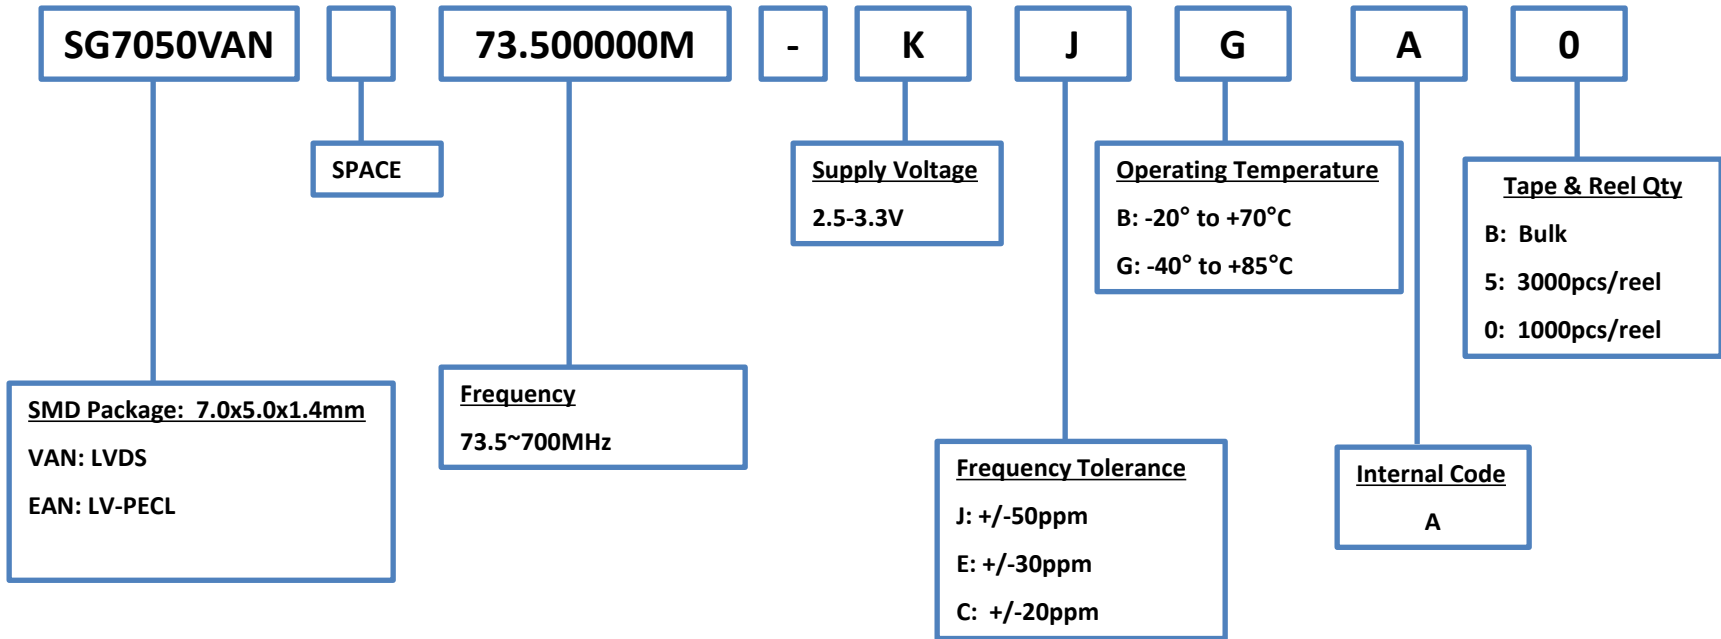 SG7050VAN 73.500000M - K J G A 0
SPACE
Supply Voltage
2.5-3.3V
Operating Temperature
B: -20° to +70°C
G: -40° to +85°C
Tape & Reel Qty
B: Bulk
5: 3000pcs/reel
0: 1000pcs/reel
SMD Package: 7.0x5.0x1.4mm
VAN: LVDS
EAN: LV-PECL
Frequency
73.5~700MHz
Frequency Tolerance
J: +/-50ppm
E: +/-30ppm
C: +/-20ppm
Internal Code
A